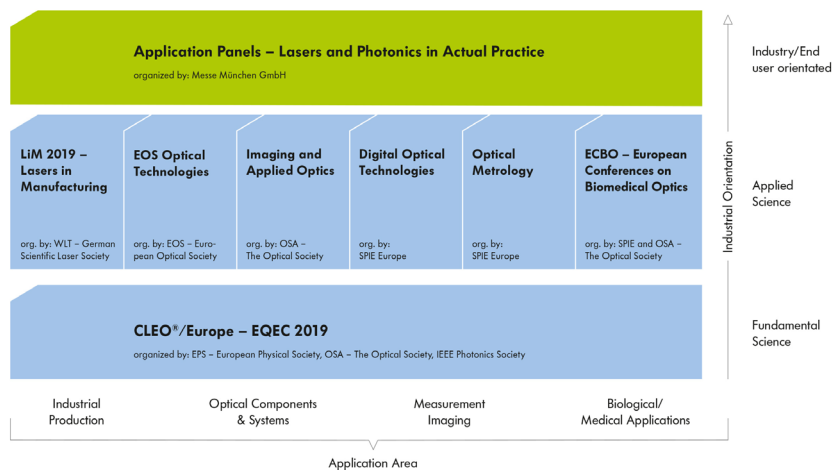 Application Panels – Lasers and Photonics in Actual Practice
organized by: Messe München GmbH
Industry/End
user orientated
LiM 2019 –
Lasers in
Manufacturing
org. by: WLT – German
Scientific Laser Society
EOS Optical
Technologies
org. by: EOS – Euro-
pean Optical Society
Imaging and
Applied Optics
org. by: OSA –
The Optical Society
Digital Optical
Technologies
org. by:
SPIE Europe
Optical
Metrology
org. by:
SPIE Europe
ECBO – European
Conferences on
Biomedical Optics
org. by: SPIE and OSA –
The Optical Society
Industrial Orientation
Applied
Science
CLEO®/Europe – EQEC 2019
organized by: EPS – European Physical Society, OSA – The Optical Society, IEEE Photonics Society
Fundamental
Science
Industrial
Production
Optical Components
& Systems
Measurement
Imaging
Biological/
Medical Applications
Application Area